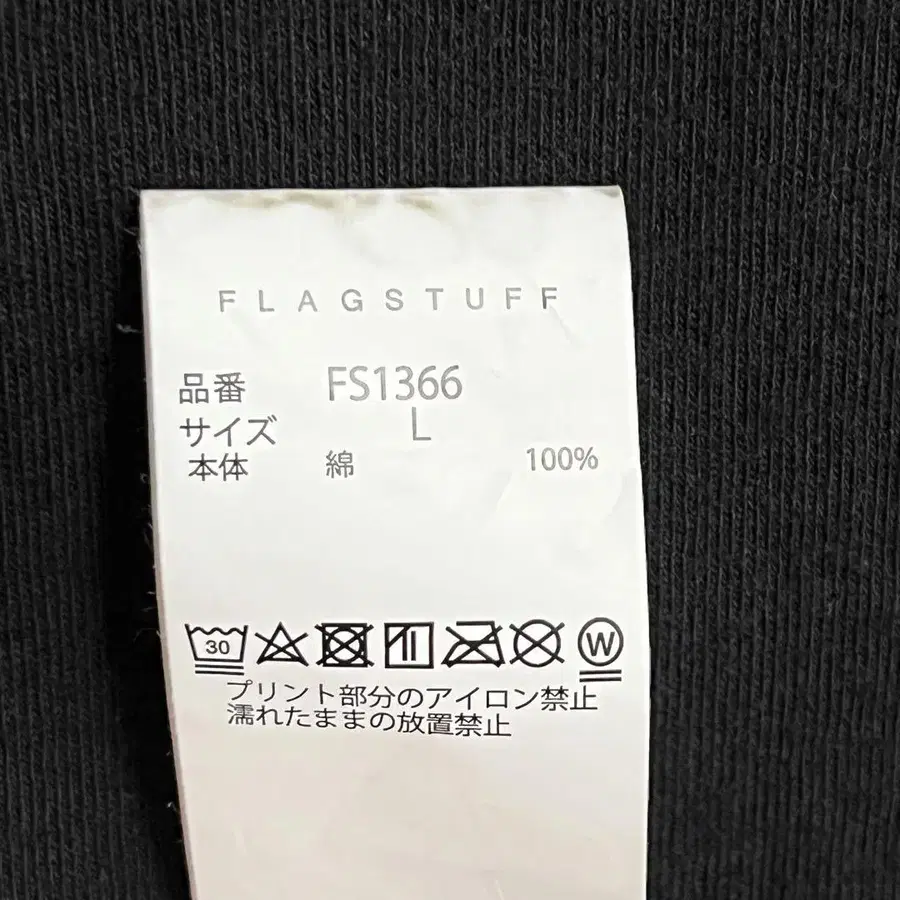 FLAGSTUFF
品番 FS1366
サイズ L
本体 綿 100%
30 W
プリント部分のアイロン禁止
濡れたままの放置禁止